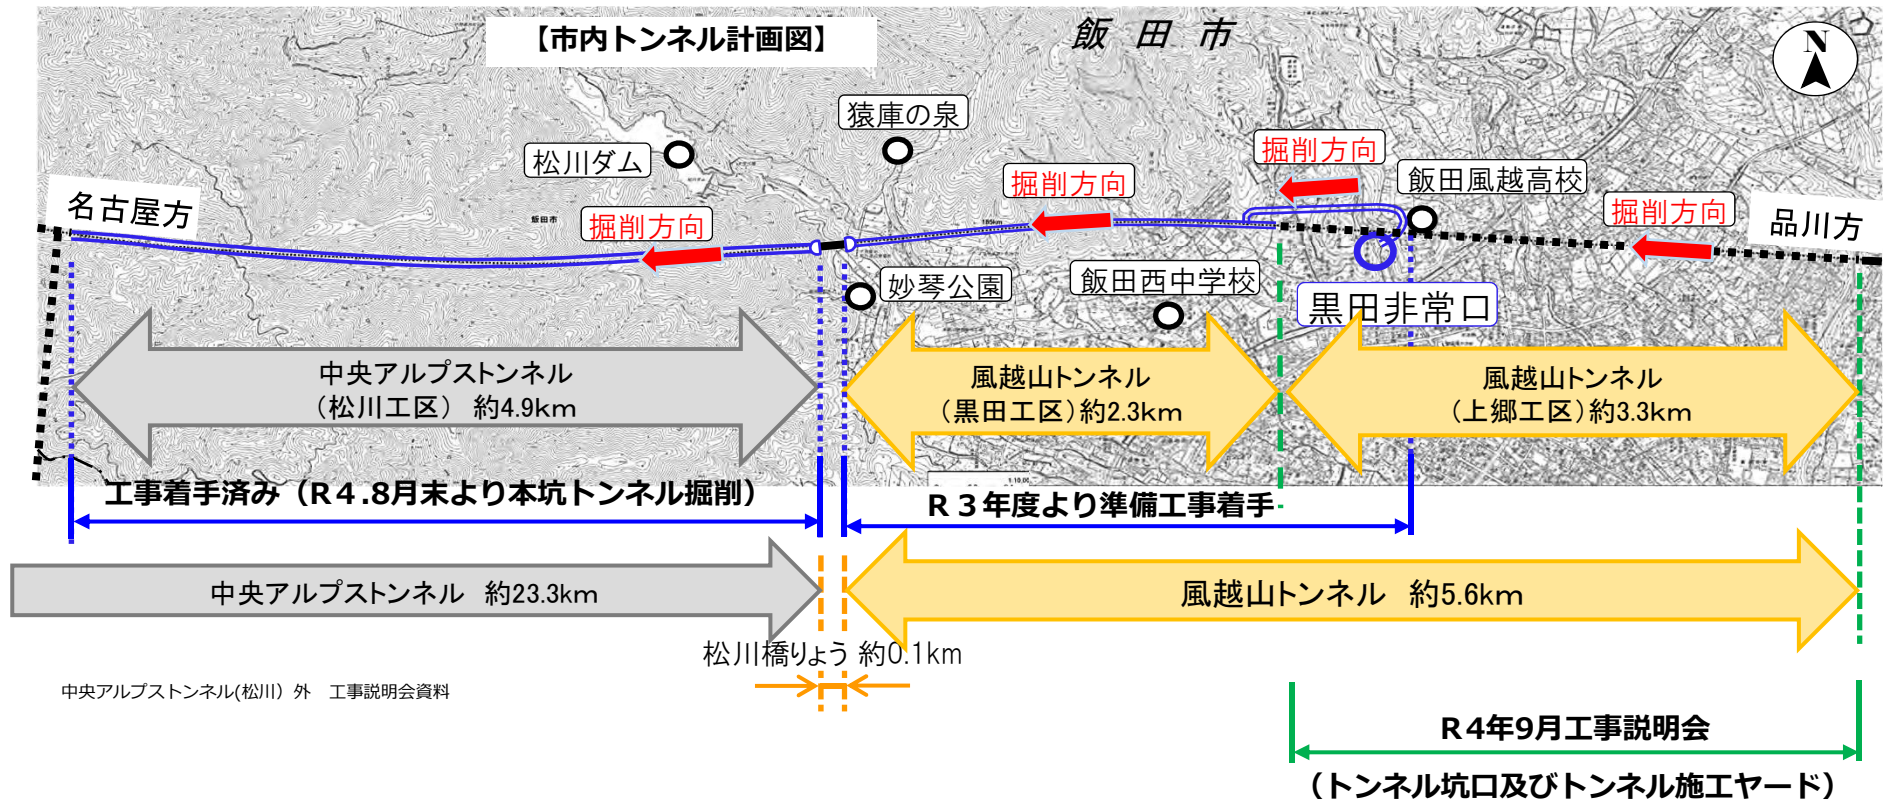 【市内トンネル計画図】
飯田市
N
猿庫の泉
松川ダム
掘削方向
掘削方向
飯田風越高校
掘削方向
名古屋方
飯田市
掘削方向
185km
品川方
妙琴公園
飯田西中学校
黒田非常口
中央アルプストンネル
（松川工区） 約4.9km
風越山トンネル
（黒田工区）約2.3km
風越山トンネル
（上郷工区）約3.3km
工事着手済み（R４.8月末より本坑トンネル掘削）
R３年度より準備工事着手
中央アルプストンネル 約23.3km
風越山トンネル 約5.6km
松川橋りょう 約0.1km
中央アルプストンネル(松川）外 工事説明会資料
R4年9月工事説明会
（トンネル坑口及びトンネル施工ヤード）